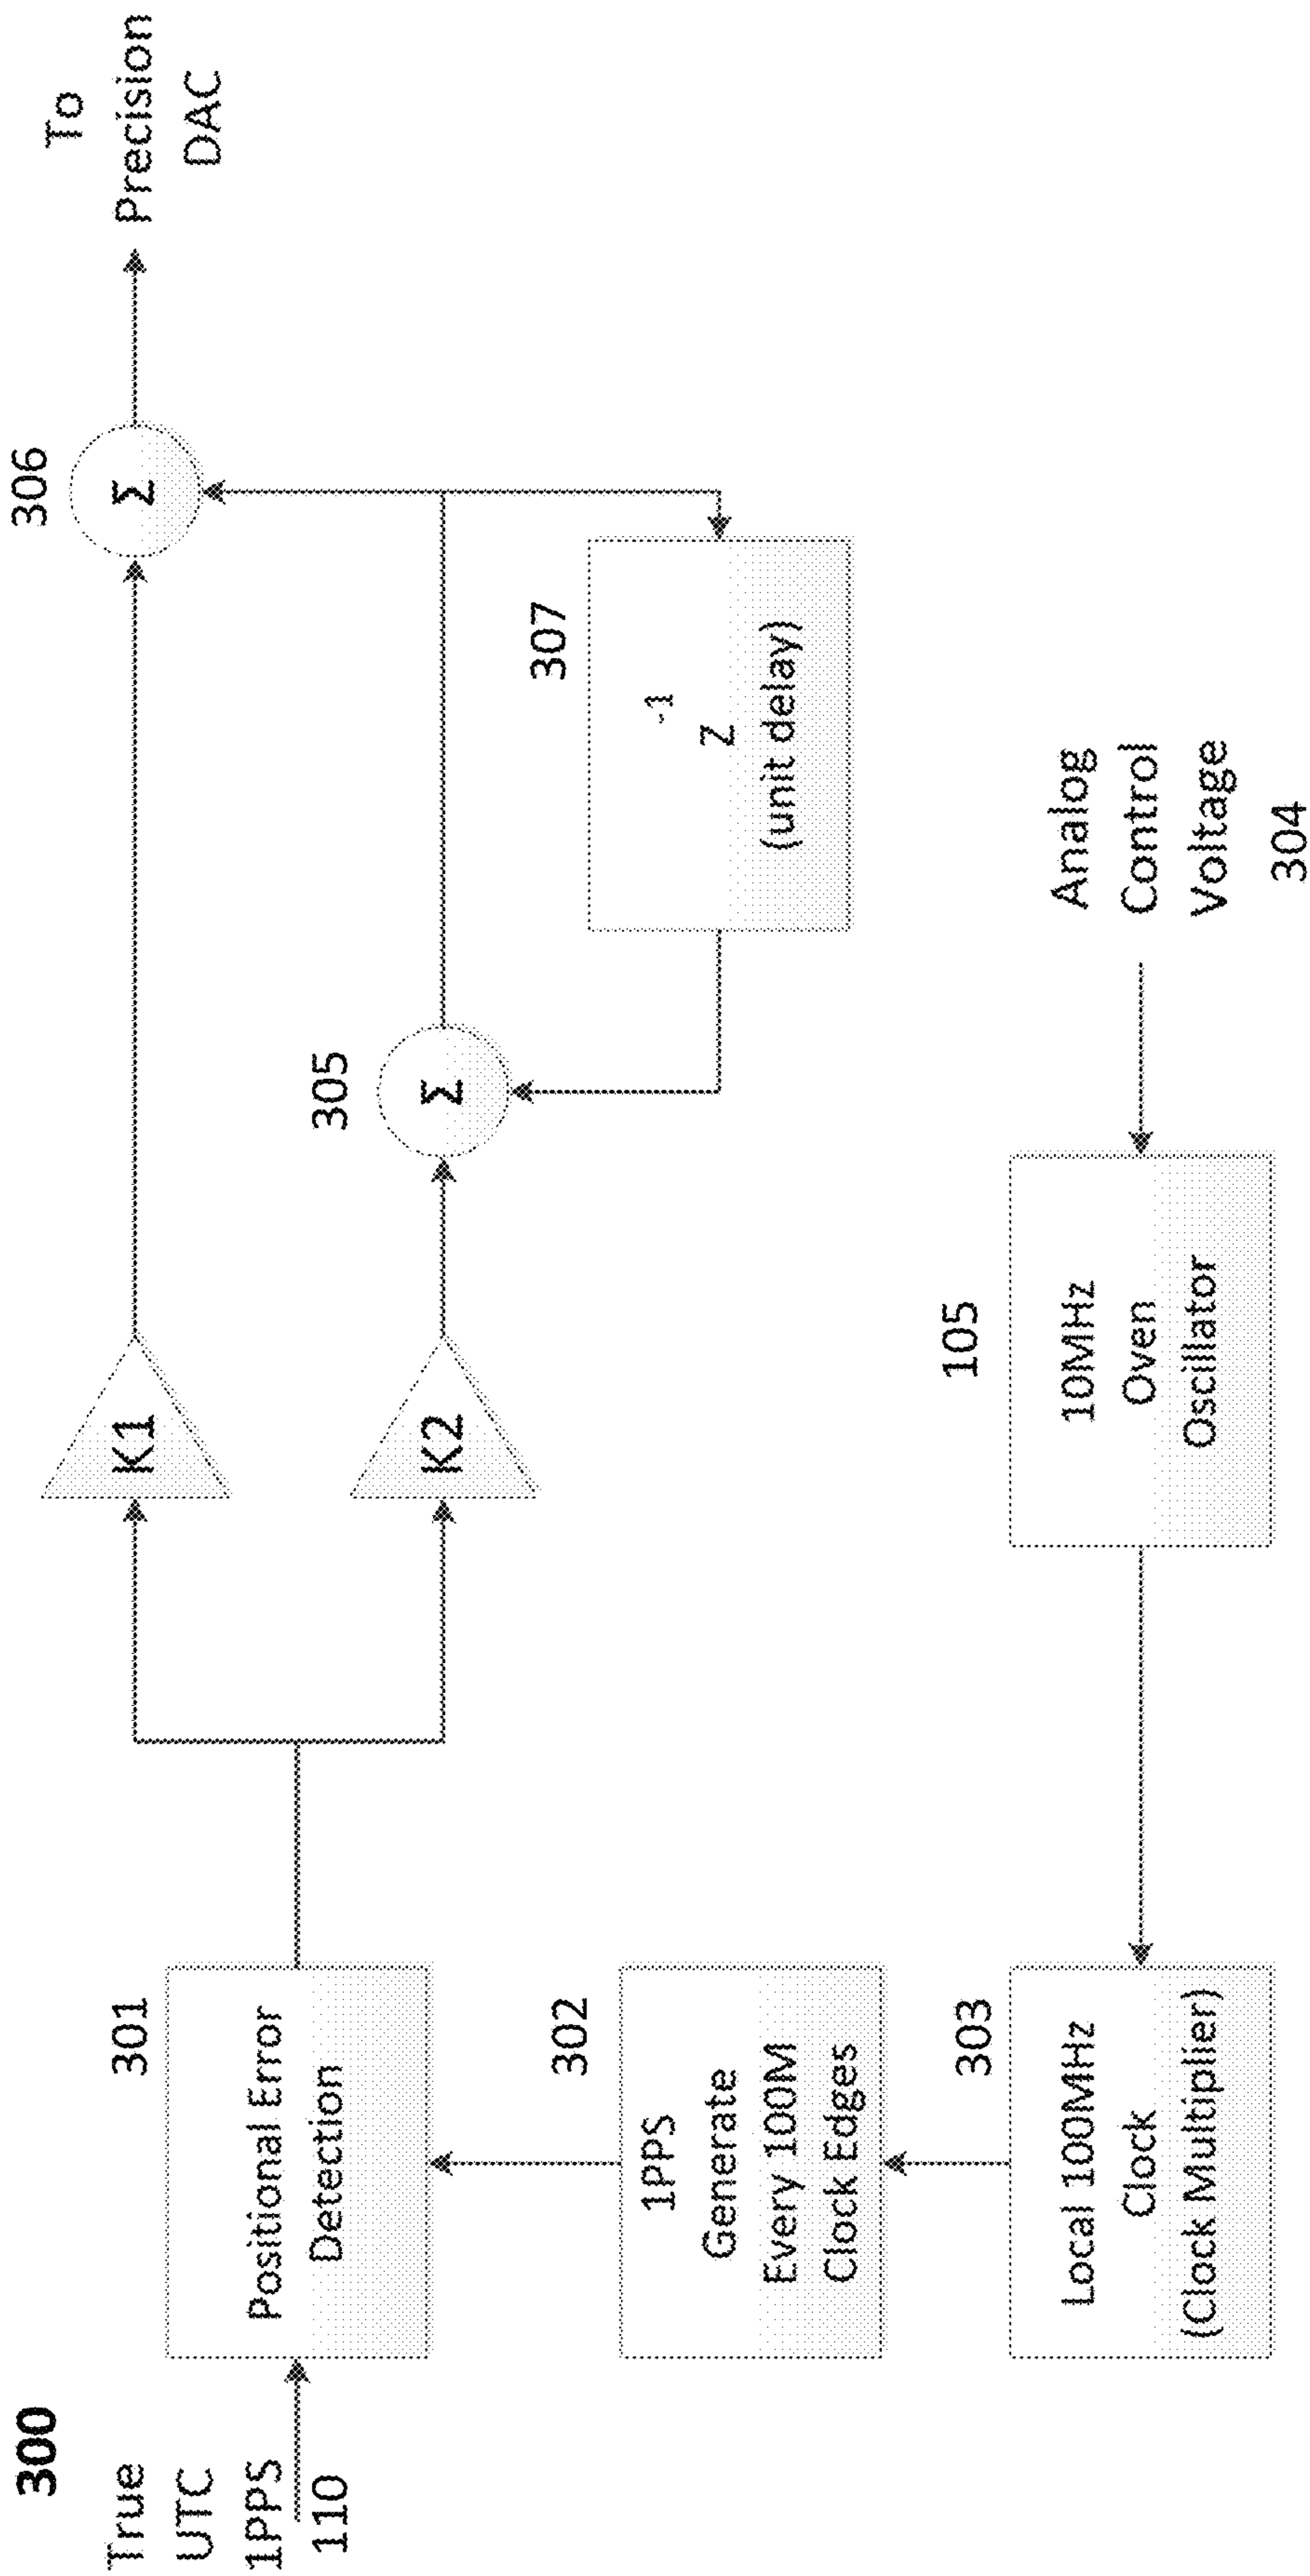 300
True
UTC
1PPS
110
301
Positional Error
Detection
302
1PPS
Generate
Every 100M
Clock Edges
303
Local 100MHz
Clock
(Clock Multiplier)
K1
K2
305
Σ
306
Σ
To
Precision
DAC
307
Z
-1
(unit delay)
105
10MHz
Oven
Oscillator
Analog
Control
Voltage
304